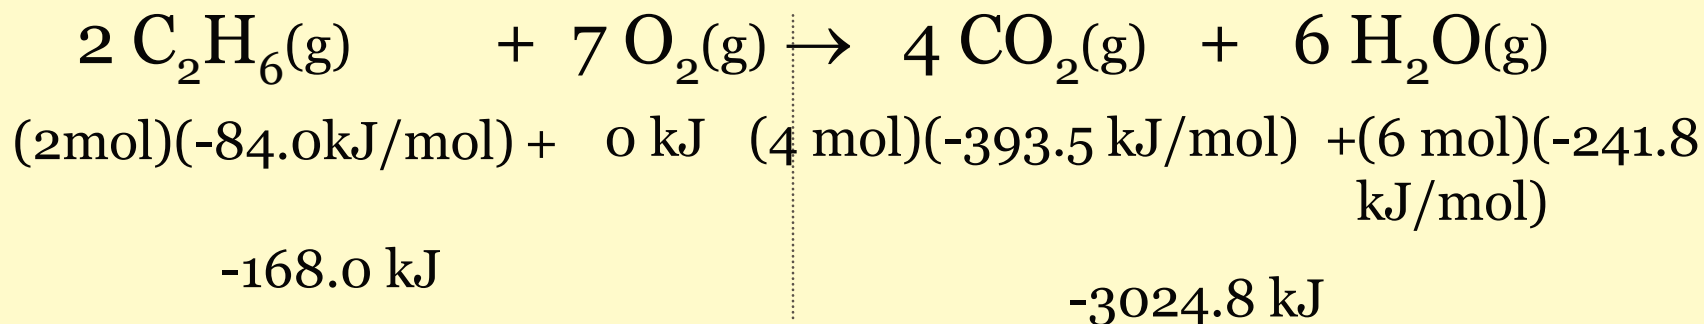 2 C₂H₆(g) + 7 O₂(g) → 4 CO₂(g) + 6 H₂O(g)
(2mol)(-84.0kJ/mol) + 0 kJ (4 mol)(-393.5 kJ/mol) +(6 mol)(-241.8
kJ/mol)
-168.0 kJ
-3024.8 kJ